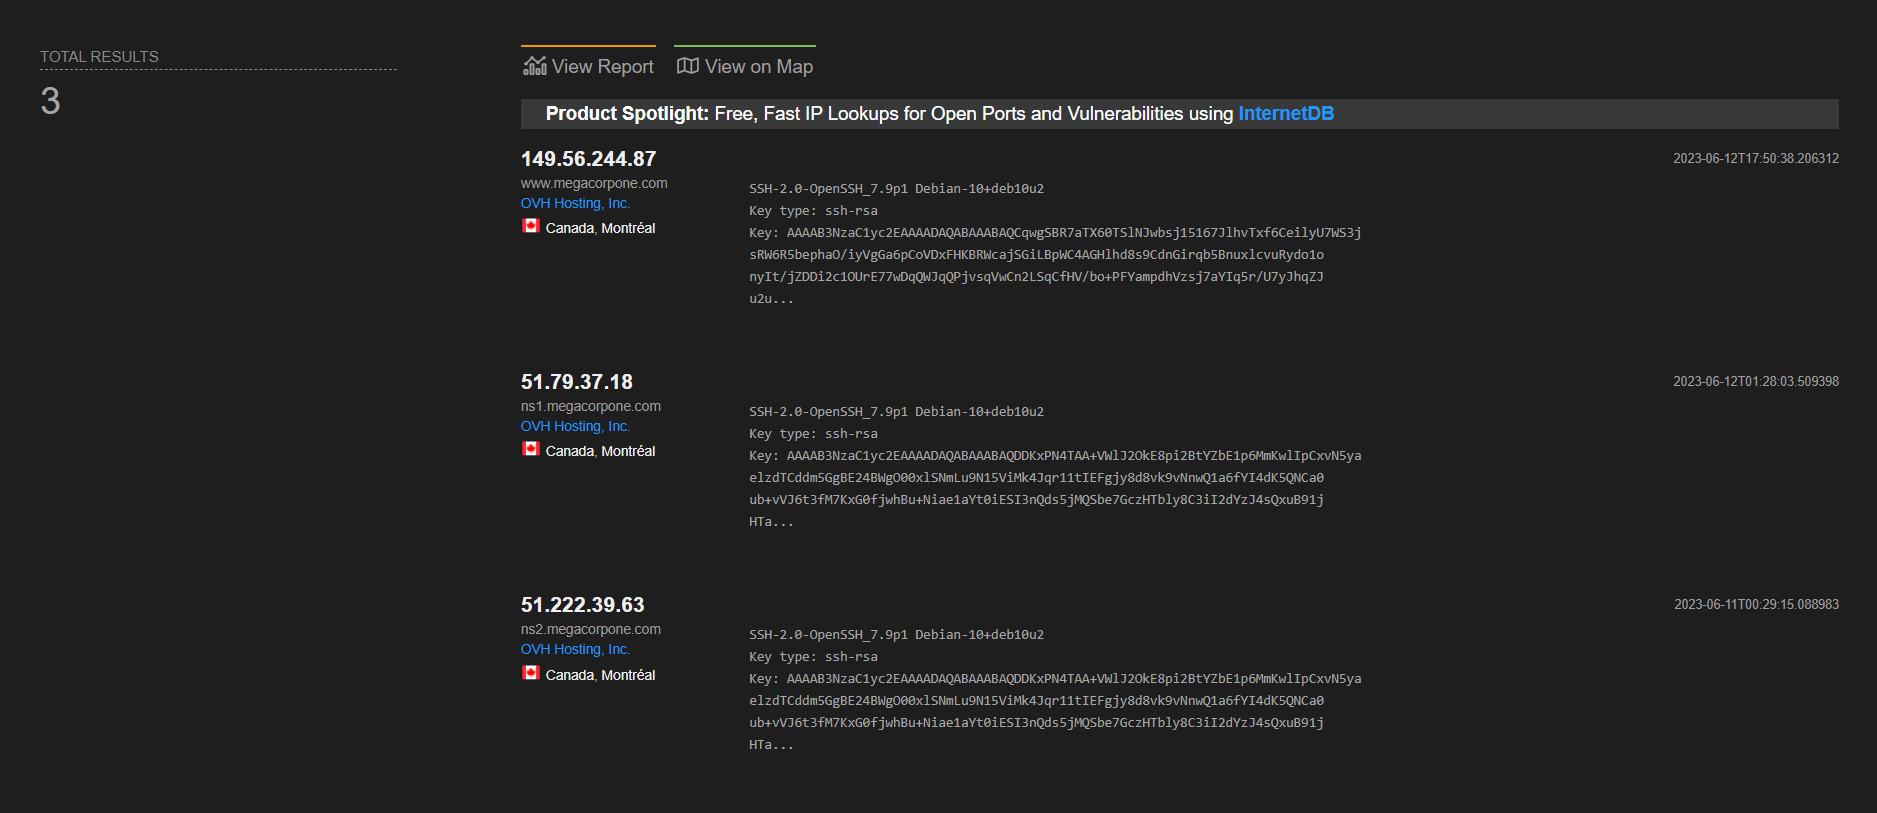 TOTAL RESULTS
3
View Report View on Map
Product Spotlight: Free, Fast IP Lookups for Open Ports and Vulnerabilities using InternetDB
149.56.244.87
2023-06-12T17:50:38.206312
www.megacorpone.com
OVH Hosting, Inc.
Canada, Montréal
SSH-2.0-OpenSSH_7.9p1 Debian-10+deb10u2
Key type: ssh-rsa
Key: AAAAB3NzaC1yc2EAAAADAQABAAABAQCqwgSBR7aTX60TSlNJwbsj15167JlhvTxf6CeilyU7WS3j
sRW6R5bephaO/iyVgGa6pCoVDxFHKBRWcajSGiLBpWC4AGHlhd8s9CdnGirqb5BnuxlcvuRydo1o
nyIt/jZDDi2c1OUrE77wDqQWJqQPjvsqVwCn2LSqCfHV/bo+PFYampdhVzsj7aYIq5r/U7yJhqZJ
u2u...
51.79.37.18
2023-06-12T01:28:03.509398
ns1.megacorpone.com
OVH Hosting, Inc.
Canada, Montréal
SSH-2.0-OpenSSH_7.9p1 Debian-10+deb10u2
Key type: ssh-rsa
Key: AAAAB3NzaC1yc2EAAAADAQABAAABAQDDKxPN4TAA+VWlJ2OkE8pi2BtYZbE1p6MmKwlIpCxvN5ya
elzdTCddm5GgBE24BWgO00xlSNmLu9N15ViMk4Jqr11tIEFgjy8d8vk9vNnwQ1a6fYI4dK5QNCa0
ub+vVJ6t3fM7KxG0fjwhBu+Niae1aYt0iESI3nQds5jMQSbe7GczHTbly8C3iI2dYzJ4sQxuB91j
HTa...
51.222.39.63
2023-06-11T00:29:15.088983
ns2.megacorpone.com
OVH Hosting, Inc.
Canada, Montréal
SSH-2.0-OpenSSH_7.9p1 Debian-10+deb10u2
Key type: ssh-rsa
Key: AAAAB3NzaC1yc2EAAAADAQABAAABAQDDKxPN4TAA+VWlJ2OkE8pi2BtYZbE1p6MmKwlIpCxvN5ya
elzdTCddm5GgBE24BWgO00xlSNmLu9N15ViMk4Jqr11tIEFgjy8d8vk9vNnwQ1a6fYI4dK5QNCa0
ub+vVJ6t3fM7KxG0fjwhBu+Niae1aYt0iESI3nQds5jMQSbe7GczHTbly8C3iI2dYzJ4sQxuB91j
HTa...